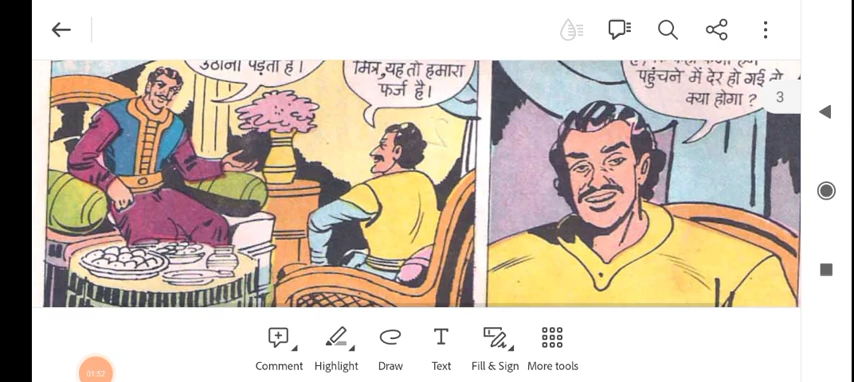 उठाना पड़ता है।
मित्र, यह तो हमारा
फर्ज है।
पहुंचने में देर हो गई तो
क्या होगा ?
3
Comment
Highlight
Draw
Text
Fill & Sign
More tools
01:52